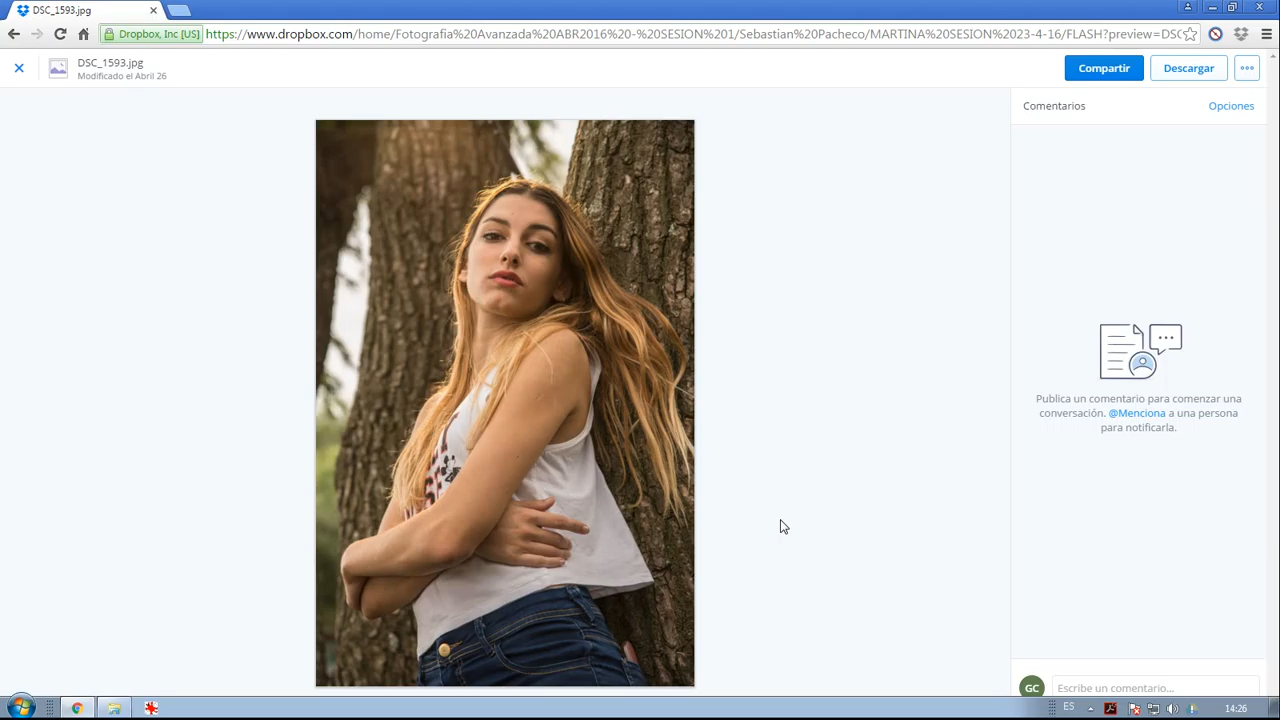 DSC_1593.jpg
Dropbox, Inc [US]
https://www.dropbox.com/home/Fotografia%20Avanzada%20ABR2016%20-%20SESION%201/Sebastian%20Pacheco/MARTINA%20SESION%2023-4-16/FLASH?preview=DSC
DSC_1593.jpg
Modificado el Abril 26
Compartir
Descargar
Comentarios
Opciones
Publica un comentario para comenzar una
conversación. @Menciona a una persona
para notificarla.
GC
Escribe un comentario...
ES
14:26